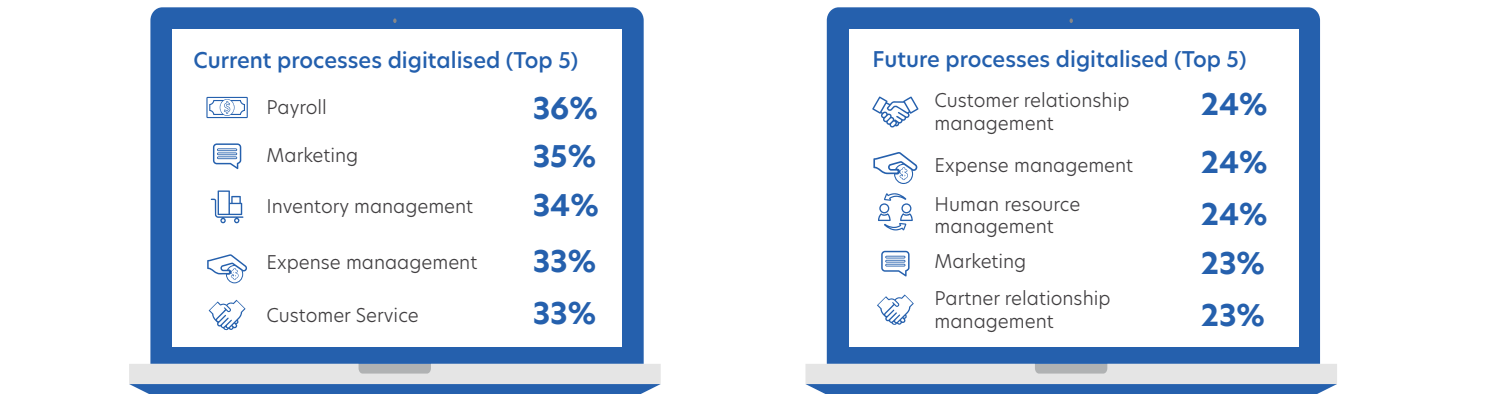 Current processes digitalised (Top 5)
Payroll 36%
Marketing 35%
Inventory management 34%
Expense manaagement 33%
Customer Service 33%
Future processes digitalised (Top 5)
Customer relationship
management 24%
Expense management 24%
Human resource
management 24%
Marketing 23%
Partner relationship
management 23%